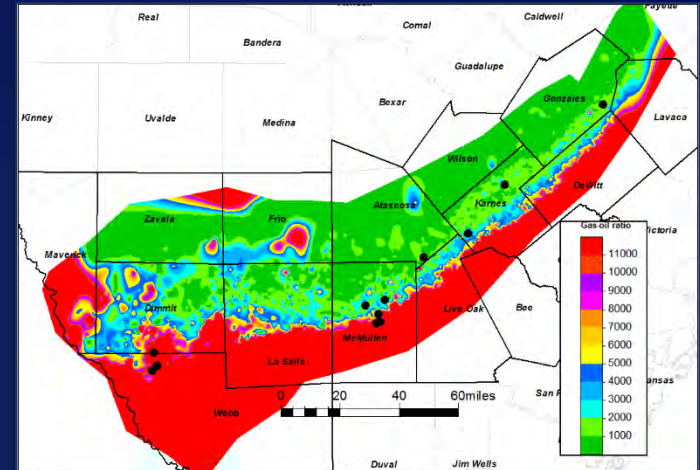 Real
Comal
Caldwell
Fayette
Bandera
Guadalupe
Gonzales
Bexar
Lavaca
Kinney
Uvalde
Medina
Wilson
DeWitt
Karnes
Atascosa
Zavala
Frio
Victoria
Gas-oil ratio
Maverick
11000
10000
9000
8000
7000
6000
5000
4000
3000
2000
1000
Dimmit
Live Oak
Bee
McMullen
La Salle
0
20
40
60miles
Webb
Duval
Jim Wells